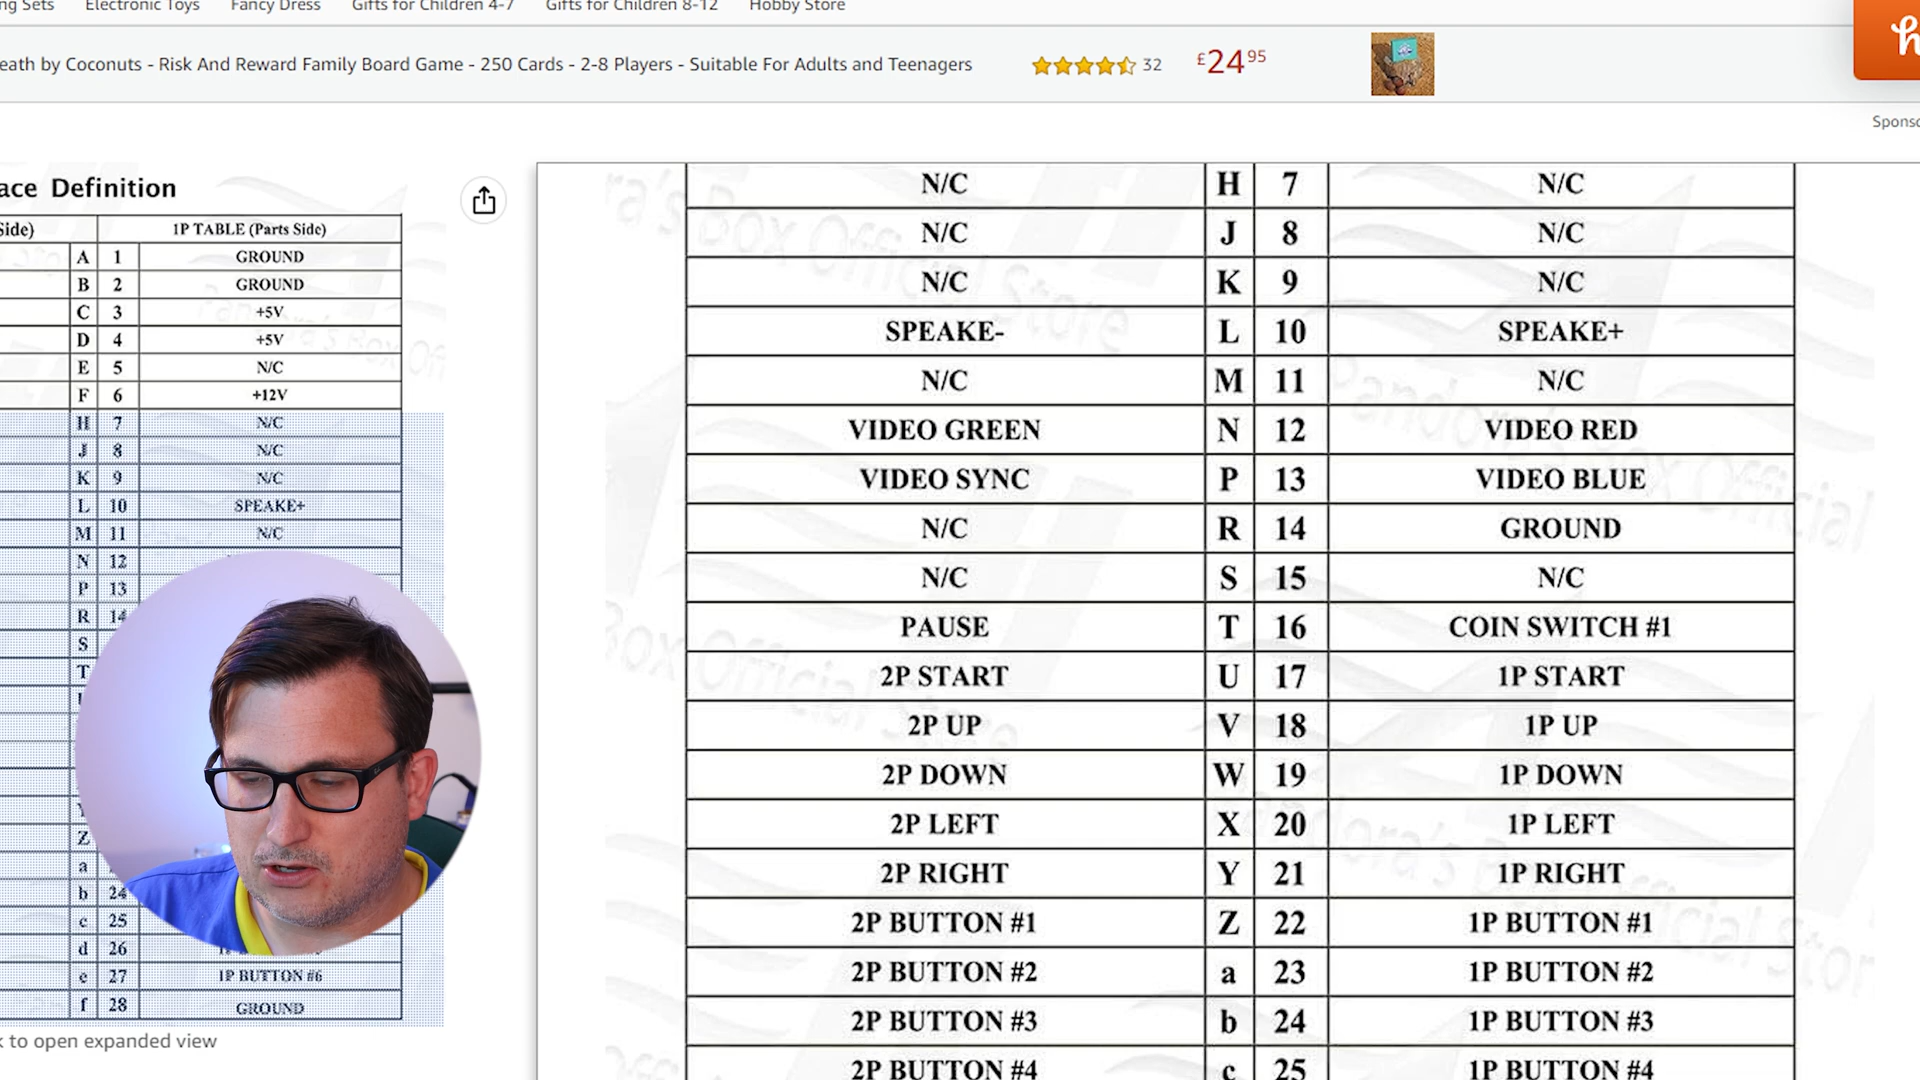 ng Sets Electronic Toys Fancy Dress Gifts for Children 4-7 Gifts for Children 8-12 Hobby Store
eath by Coconuts - Risk And Reward Family Board Game - 250 Cards - 2-8 Players - Suitable For Adults and Teenagers 32 £24 95
h
Sponso
ace Definition
Side) 1P TABLE (Parts Side)
A 1 GROUND
B 2 GROUND
C 3 +5V
D 4 +5V
E 5 N/C
F 6 +12V
H 7 N/C
J 8 N/C
K 9 N/C
L 10 SPEAKE+
M 11 N/C
N 12
P 13
R 14
S
T
Z
a
b 24
c 25
d 26
e 27 1P BUTTON #6
f 28 GROUND
k to open expanded view
N/C H 7 N/C
N/C J 8 N/C
N/C K 9 N/C
SPEAKE- L 10 SPEAKE+
N/C M 11 N/C
VIDEO GREEN N 12 VIDEO RED
VIDEO SYNC P 13 VIDEO BLUE
N/C R 14 GROUND
N/C S 15 N/C
PAUSE T 16 COIN SWITCH #1
2P START U 17 1P START
2P UP V 18 1P UP
2P DOWN W 19 1P DOWN
2P LEFT X 20 1P LEFT
2P RIGHT Y 21 1P RIGHT
2P BUTTON #1 Z 22 1P BUTTON #1
2P BUTTON #2 a 23 1P BUTTON #2
2P BUTTON #3 b 24 1P BUTTON #3
2P BUTTON #4 c 25 1P BUTTON #4